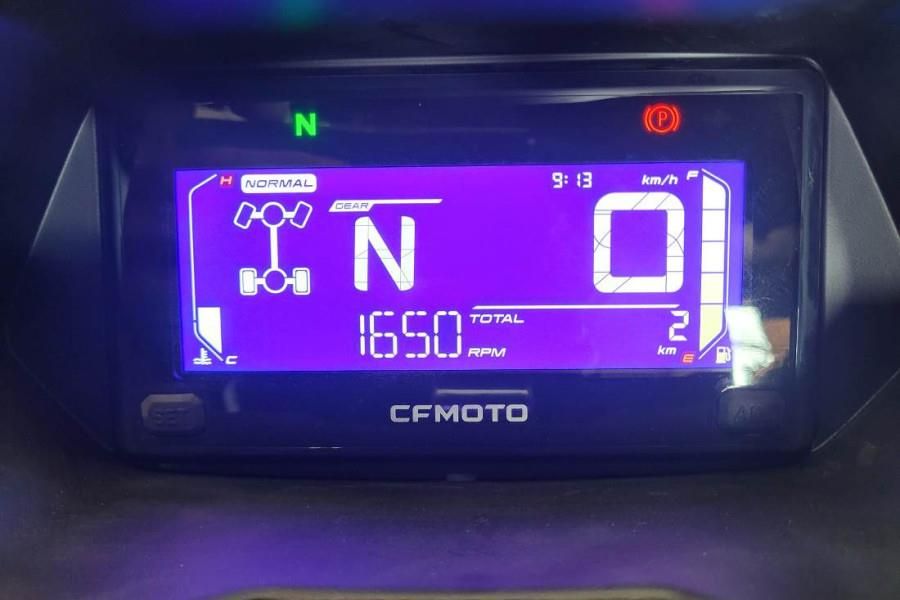 N P
H NORMAL 9:13 km/h F
GEAR
N 0
1650 RPM TOTAL 2
km E
C
SET
CFMOTO